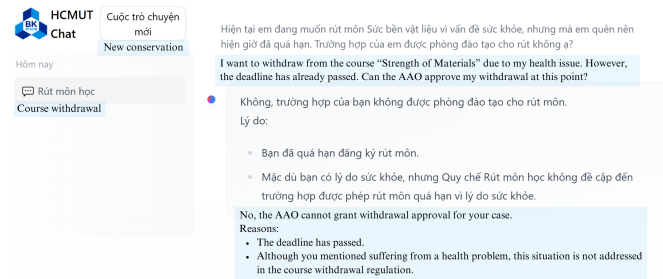 BK
HCMUT
Chat
Cuộc trò chuyện
mới
New conservation
Hôm nay
Rút môn học
Course withdrawal
Hiện tại em đang muốn rút môn Sức bền vật liệu vì vấn đề sức khỏe, nhưng mà em quên nên
hiện giờ đã quá hạn. Trường hợp của em được phòng đào tạo cho rút không ạ?
I want to withdraw from the course “Strength of Materials” due to my health issue. However,
the deadline has already passed. Can the AAO approve my withdrawal at this point?
Không, trường hợp của bạn không được phòng đào tạo cho rút môn.
Lý do:
Bạn đã quá hạn đăng ký rút môn.
Mặc dù bạn có lý do sức khỏe, nhưng Quy chế Rút môn học không đề cập đến
trường hợp được phép rút môn quá hạn vì lý do sức khỏe.
No, the AAO cannot grant withdrawal approval for your case.
Reasons:
• The deadline has passed.
• Although you mentioned suffering from a health problem, this situation is not addressed
in the course withdrawal regulation.